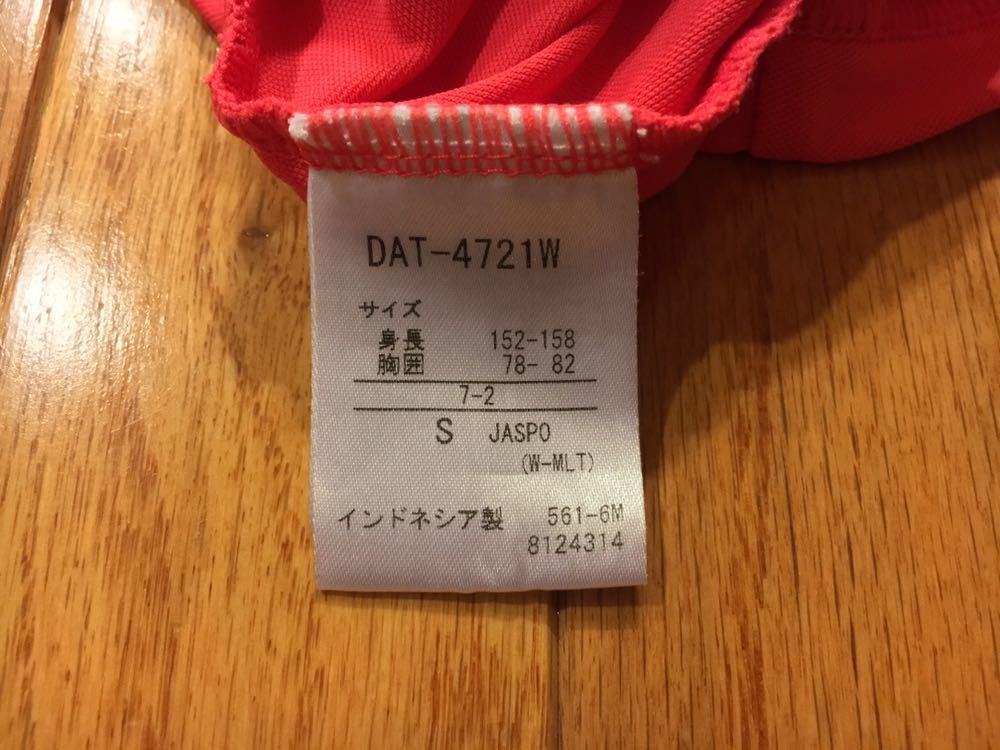 DAT-4721W
サイズ
身長 152-158
胸囲 78- 82
7-2
S JASPO
(W-MLT)
インドネシア製 561-6M
8124314